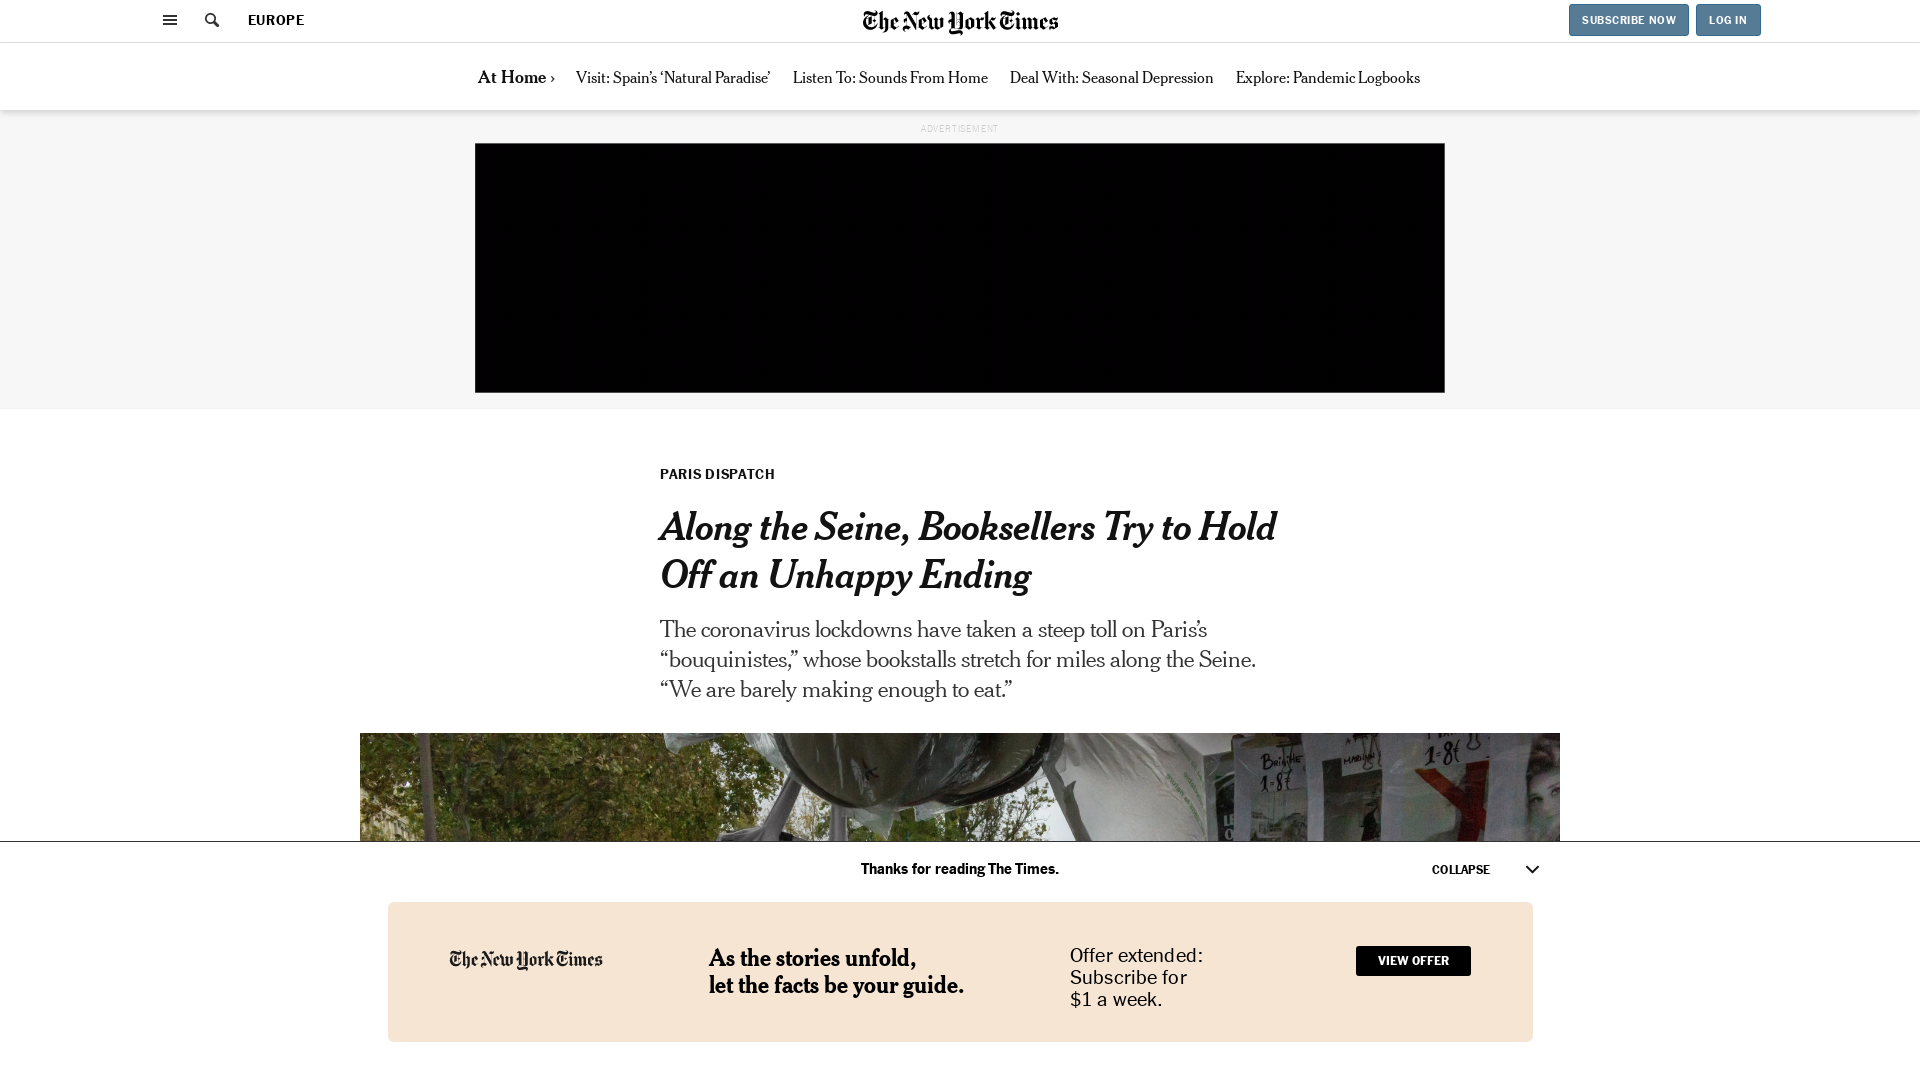 EUROPE
The New York Times
SUBSCRIBE NOW
LOG IN
At Home ›
Visit: Spain’s ‘Natural Paradise’
Listen To: Sounds From Home
Deal With: Seasonal Depression
Explore: Pandemic Logbooks
ADVERTISEMENT
PARIS DISPATCH
Along the Seine, Booksellers Try to Hold
Off an Unhappy Ending
The coronavirus lockdowns have taken a steep toll on Paris’s
“bouquinistes,” whose bookstalls stretch for miles along the Seine.
“We are barely making enough to eat.”
1=8€
1=8€
Thanks for reading The Times.
COLLAPSE
The New York Times
As the stories unfold,
let the facts be your guide.
Offer extended:
Subscribe for
$1 a week.
VIEW OFFER